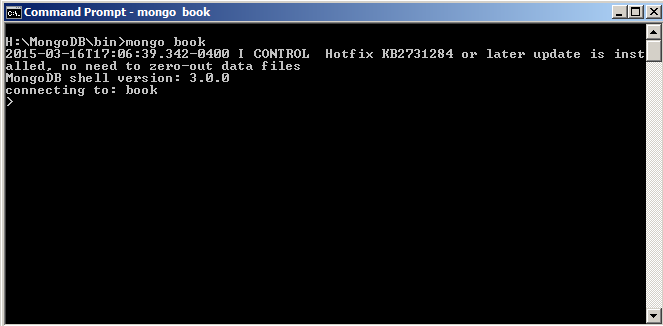 Command Prompt - mongo  book
H:\MongoDB\bin>mongo book
2015-03-16T17:06:39.342-0400 I CONTROL  Hotfix KB2731284 or later update is inst
alled, no need to zero-out data files
MongoDB shell version: 3.0.0
connecting to: book
>